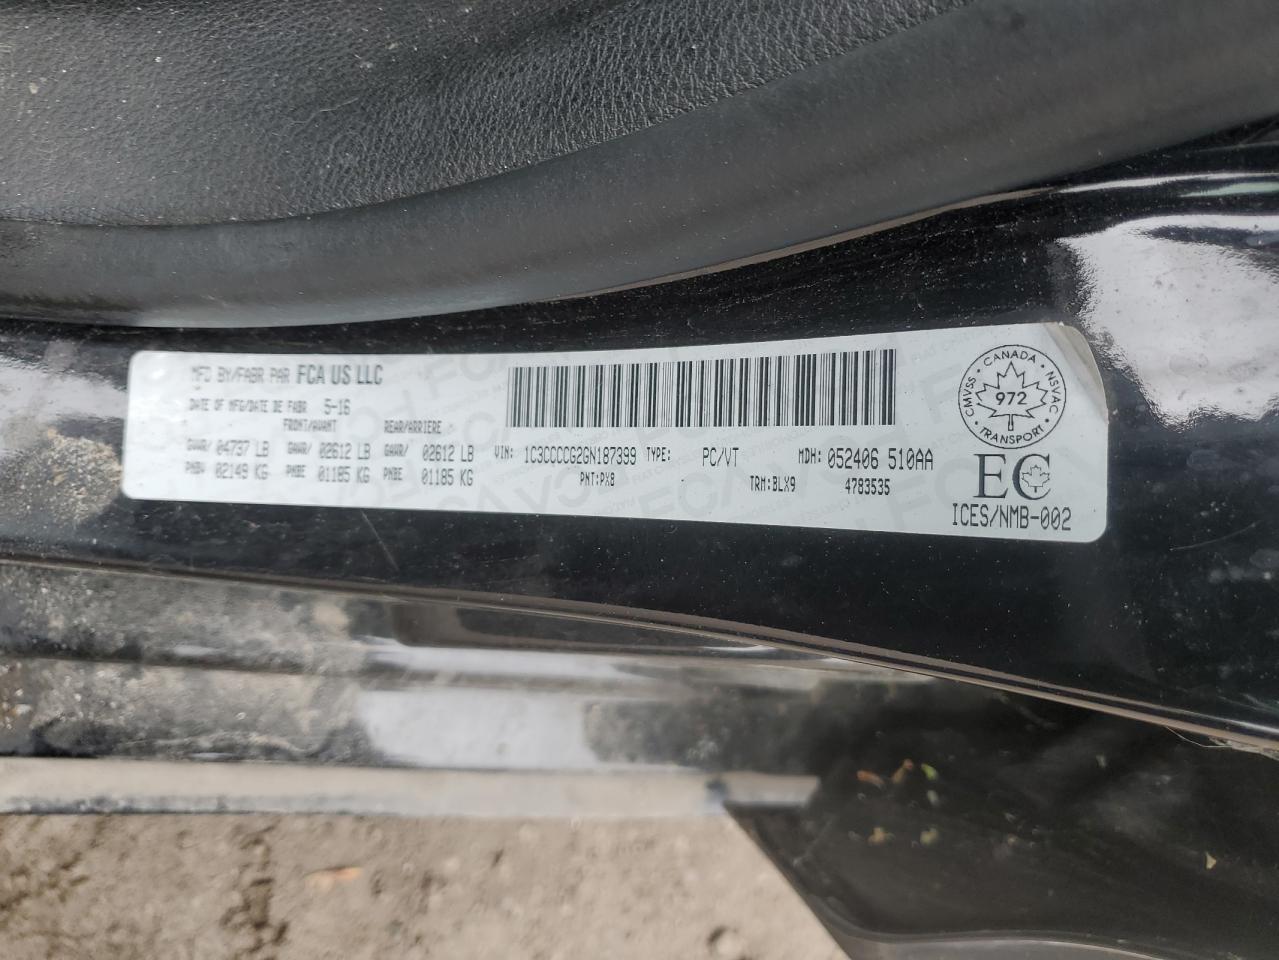 MFD BY/FABR PAR FCA US LLC
DATE OF MFG/DATE DE FABR 5-16
FRONT/AVANT REAR/ARRIERE
GVWR/ 04737 LB GAWR/ 02612 LB GAWR/ 02612 LB
PNBV 02149 KG PNBE 01185 KG PNBE 01185 KG
VIN: 1C3CCCCG2GN187399 TYPE: PC/VT MDH: 052406 510AA
PNT:PX8 TRM:BLX9 4783535
CANADA
CMVSS 972 NSVAC
TRANSPORT
EC
ICES/NMB-002